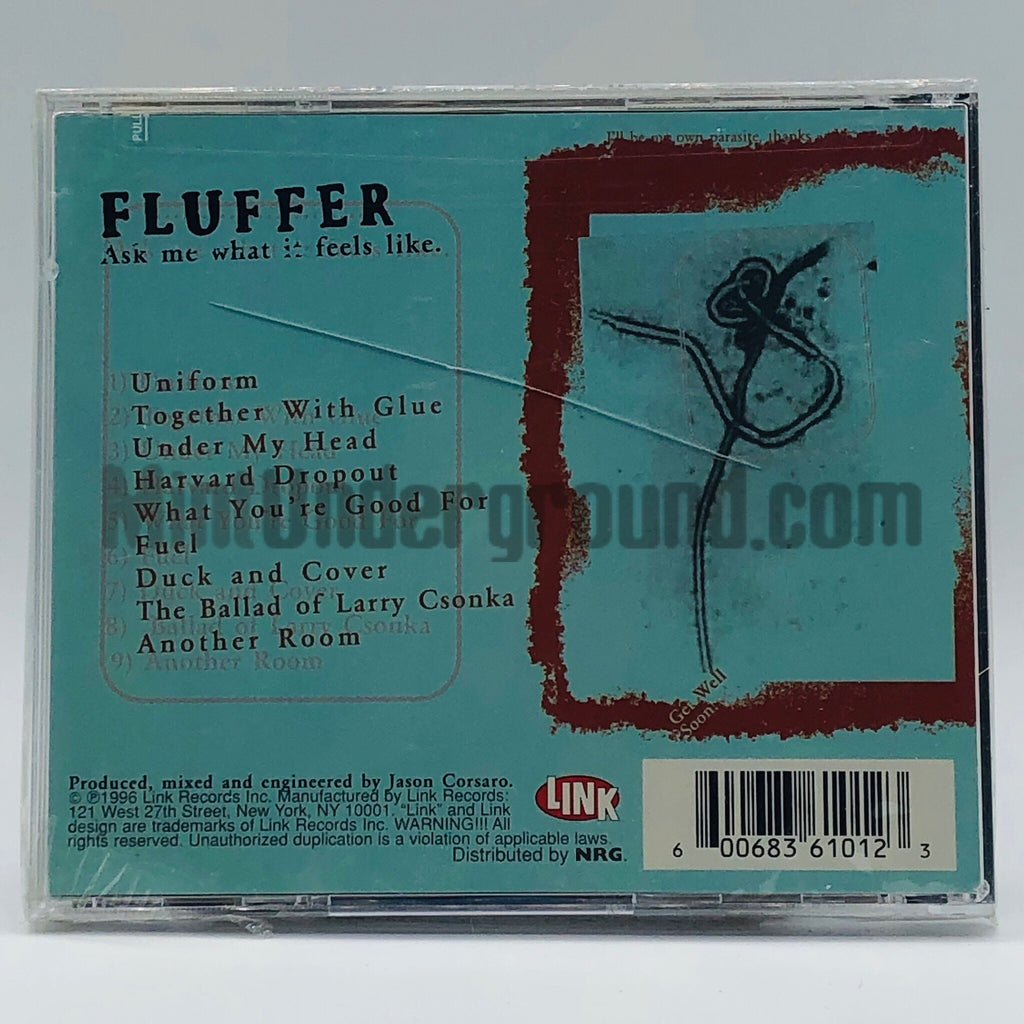 PULL
I'll be my own parasite, thanks
FLUFFER
Ask me what it feels like.
1) Uniform
2) Together With Glue
3) Under My Head
4) Harvard Dropout
5) What You're Good For
6) Fuel
7) Duck and Cover
8) The Ballad of Larry Csonka
9) Another Room
underground.com
Get Well
Soon.
Produced, mixed and engineered by Jason Corsaro.
© ℗1996 Link Records Inc. Manufactured by Link Records:
121 West 27th Street, New York, NY 10001. "Link" and Link
design are trademarks of Link Records Inc. WARNING!!! All
rights reserved. Unauthorized duplication is a violation of applicable laws.
Distributed by NRG.
LINK
6 00683 61012 3